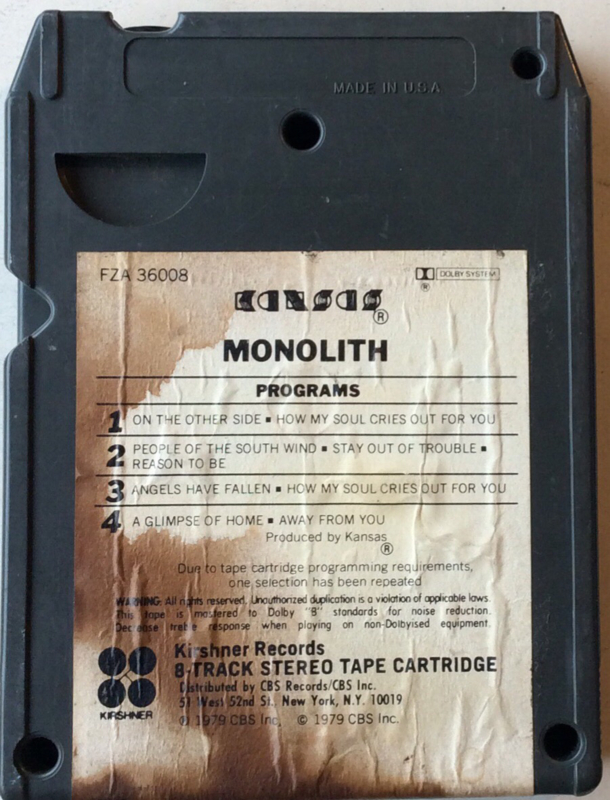 MADE IN U.S.A
FZA 36008
DOLBY SYSTEM
®
KANSAS
®
MONOLITH
PROGRAMS
1 ON THE OTHER SIDE ▪ HOW MY SOUL CRIES OUT FOR YOU
2 PEOPLE OF THE SOUTH WIND ▪ STAY OUT OF TROUBLE ▪
REASON TO BE
3 ANGELS HAVE FALLEN ▪ HOW MY SOUL CRIES OUT FOR YOU
4 A GLIMPSE OF HOME ▪ AWAY FROM YOU
Produced by Kansas
®
Due to tape cartridge programming requirements,
one selection has been repeated
WARNING: All rights reserved. Unauthorized duplication is a violation of applicable laws.
This tape is mastered to Dolby "B" standards for noise reduction.
Decrease treble response when playing on non-Dolbyised equipment.
Kirshner Records
8-TRACK STEREO TAPE CARTRIDGE
Distributed by CBS Records/CBS Inc.
51 West 52nd St., New York, N.Y. 10019
℗ 1979 CBS Inc. © 1979 CBS Inc.
KIRSHNER